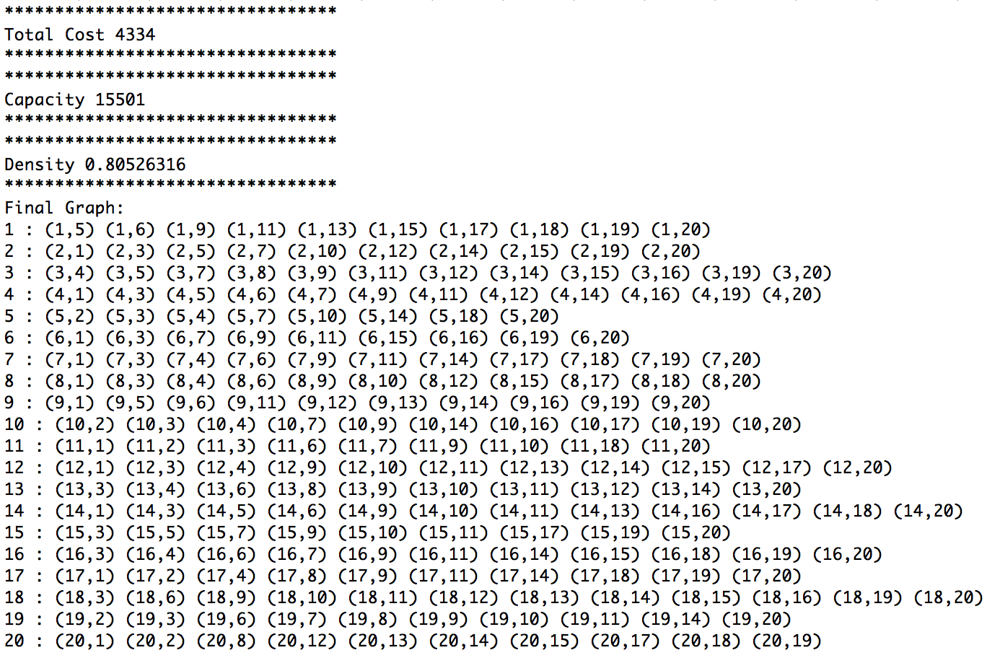 *********************************
Total Cost 4334
*********************************
*********************************
Capacity 15501
*********************************
*********************************
Density 0.80526316
*********************************
Final Graph:
1 : (1,5) (1,6) (1,9) (1,11) (1,13) (1,15) (1,17) (1,18) (1,19) (1,20)
2 : (2,1) (2,3) (2,5) (2,7) (2,10) (2,12) (2,14) (2,15) (2,19) (2,20)
3 : (3,4) (3,5) (3,7) (3,8) (3,9) (3,11) (3,12) (3,14) (3,15) (3,16) (3,19) (3,20)
4 : (4,1) (4,3) (4,5) (4,6) (4,7) (4,9) (4,11) (4,12) (4,14) (4,16) (4,19) (4,20)
5 : (5,2) (5,3) (5,4) (5,7) (5,10) (5,14) (5,18) (5,20)
6 : (6,1) (6,3) (6,7) (6,9) (6,11) (6,15) (6,16) (6,19) (6,20)
7 : (7,1) (7,3) (7,4) (7,6) (7,9) (7,11) (7,14) (7,17) (7,18) (7,19) (7,20)
8 : (8,1) (8,3) (8,4) (8,6) (8,9) (8,10) (8,12) (8,15) (8,17) (8,18) (8,20)
9 : (9,1) (9,5) (9,6) (9,11) (9,12) (9,13) (9,14) (9,16) (9,19) (9,20)
10 : (10,2) (10,3) (10,4) (10,7) (10,9) (10,14) (10,16) (10,17) (10,19) (10,20)
11 : (11,1) (11,2) (11,3) (11,6) (11,7) (11,9) (11,10) (11,18) (11,20)
12 : (12,1) (12,3) (12,4) (12,9) (12,10) (12,11) (12,13) (12,14) (12,15) (12,17) (12,20)
13 : (13,3) (13,4) (13,6) (13,8) (13,9) (13,10) (13,11) (13,12) (13,14) (13,20)
14 : (14,1) (14,3) (14,5) (14,6) (14,9) (14,10) (14,11) (14,13) (14,16) (14,17) (14,18) (14,20)
15 : (15,3) (15,5) (15,7) (15,9) (15,10) (15,11) (15,17) (15,19) (15,20)
16 : (16,3) (16,4) (16,6) (16,7) (16,9) (16,11) (16,14) (16,15) (16,18) (16,19) (16,20)
17 : (17,1) (17,2) (17,4) (17,8) (17,9) (17,11) (17,14) (17,18) (17,19) (17,20)
18 : (18,3) (18,6) (18,9) (18,10) (18,11) (18,12) (18,13) (18,14) (18,15) (18,16) (18,19) (18,20)
19 : (19,2) (19,3) (19,6) (19,7) (19,8) (19,9) (19,10) (19,11) (19,14) (19,20)
20 : (20,1) (20,2) (20,8) (20,12) (20,13) (20,14) (20,15) (20,17) (20,18) (20,19)